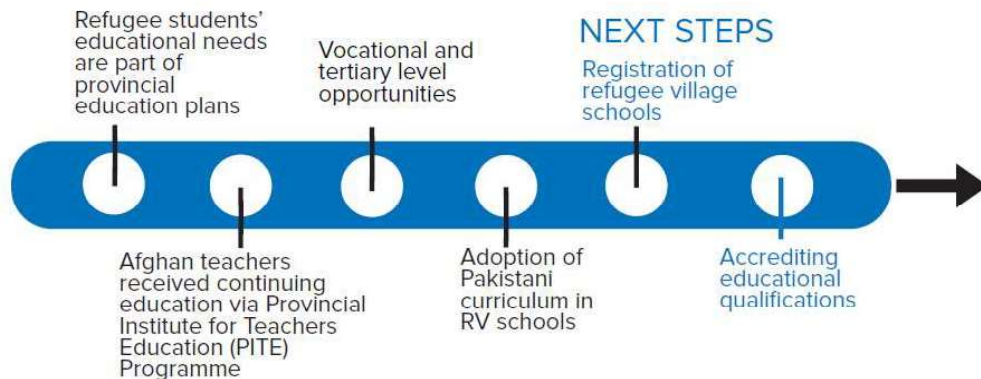 Refugee students'
educational needs
are part of
provincial
education plans
Vocational and
tertiary level
opportunities
NEXT STEPS
Registration of
refugee village
schools
Afghan teachers
received continuing
education via Provincial
Institute for Teachers
Education (PITE)
Programme
Adoption of
Pakistani
curriculum in
RV schools
Accrediting
educational
qualifications